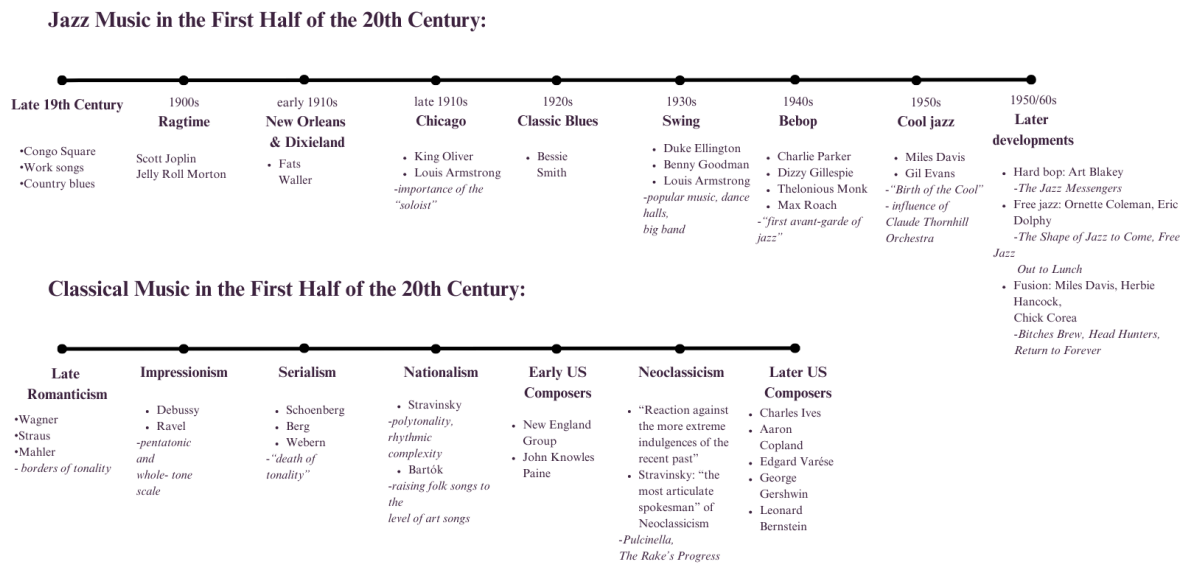 Jazz Music in the First Half of the 20th Century:
Late 19th Century
•Congo Square
•Work songs
•Country blues
1900s
Ragtime
Scott Joplin
Jelly Roll Morton
early 1910s
New Orleans
& Dixieland
• Fats
Waller
late 1910s
Chicago
• King Oliver
• Louis Armstrong
-importance of the
“soloist”
1920s
Classic Blues
• Bessie
Smith
1930s
Swing
• Duke Ellington
• Benny Goodman
• Louis Armstrong
-popular music, dance
halls,
big band
1940s
Bebop
• Charlie Parker
• Dizzy Gillespie
• Thelonious Monk
• Max Roach
-“first avant-garde of
jazz”
1950s
Cool jazz
• Miles Davis
• Gil Evans
-“Birth of the Cool”
- influence of
Claude Thornhill
Orchestra
1950/60s
Later
developments
• Hard bop: Art Blakey
-The Jazz Messengers
• Free jazz: Ornette Coleman, Eric
Dolphy
-The Shape of Jazz to Come, Free
Jazz
Out to Lunch
• Fusion: Miles Davis, Herbie
Hancock,
Chick Corea
-Bitches Brew, Head Hunters,
Return to Forever
Classical Music in the First Half of the 20th Century:
Late
Romanticism
•Wagner
•Straus
•Mahler
- borders of tonality
Impressionism
• Debussy
• Ravel
-pentatonic
and
whole- tone
scale
Serialism
• Schoenberg
• Berg
• Webern
-“death of
tonality”
Nationalism
• Stravinsky
-polytonality,
rhythmic
complexity
• Bartók
-raising folk songs to
the
level of art songs
Early US
Composers
• New England
Group
• John Knowles
Paine
Neoclassicism
• “Reaction against
the more extreme
indulgences of the
recent past”
• Stravinsky: “the
most articulate
spokesman” of
Neoclassicism
-Pulcinella,
The Rake's Progress
Later US
Composers
• Charles Ives
• Aaron
Copland
• Edgard Varése
• George
Gershwin
• Leonard
Bernstein